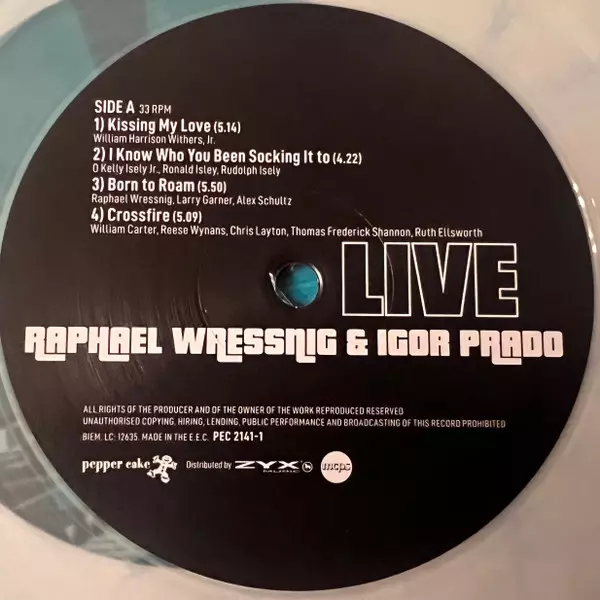 SIDE A 33 RPM
1) Kissing My Love (5.14)
William Harrison Withers, Jr.
2) I Know Who You Been Socking It to (4.22)
O Kelly Isely Jr., Ronald Isley, Rudolph Isely
3) Born to Roam (5.50)
Raphael Wressnig, Larry Garner, Alex Schultz
4) Crossfire (5.09)
William Carter, Reese Wynans, Chris Layton, Thomas Frederick Shannon, Ruth Ellsworth
LIVE
RAPHAEL WRESSNIG & IGOR PRADO
ALL RIGHTS OF THE PRODUCER AND OF THE OWNER OF THE WORK REPRODUCED RESERVED
UNAUTHORISED COPYING, HIRING, LENDING, PUBLIC PERFORMANCE AND BROADCASTING OF THIS RECORD PROHIBITED
BIEM. LC: 12635. MADE IN THE E.E.C. PEC 2141-1
pepper cake Distributed by ZYX MUSIC mcps